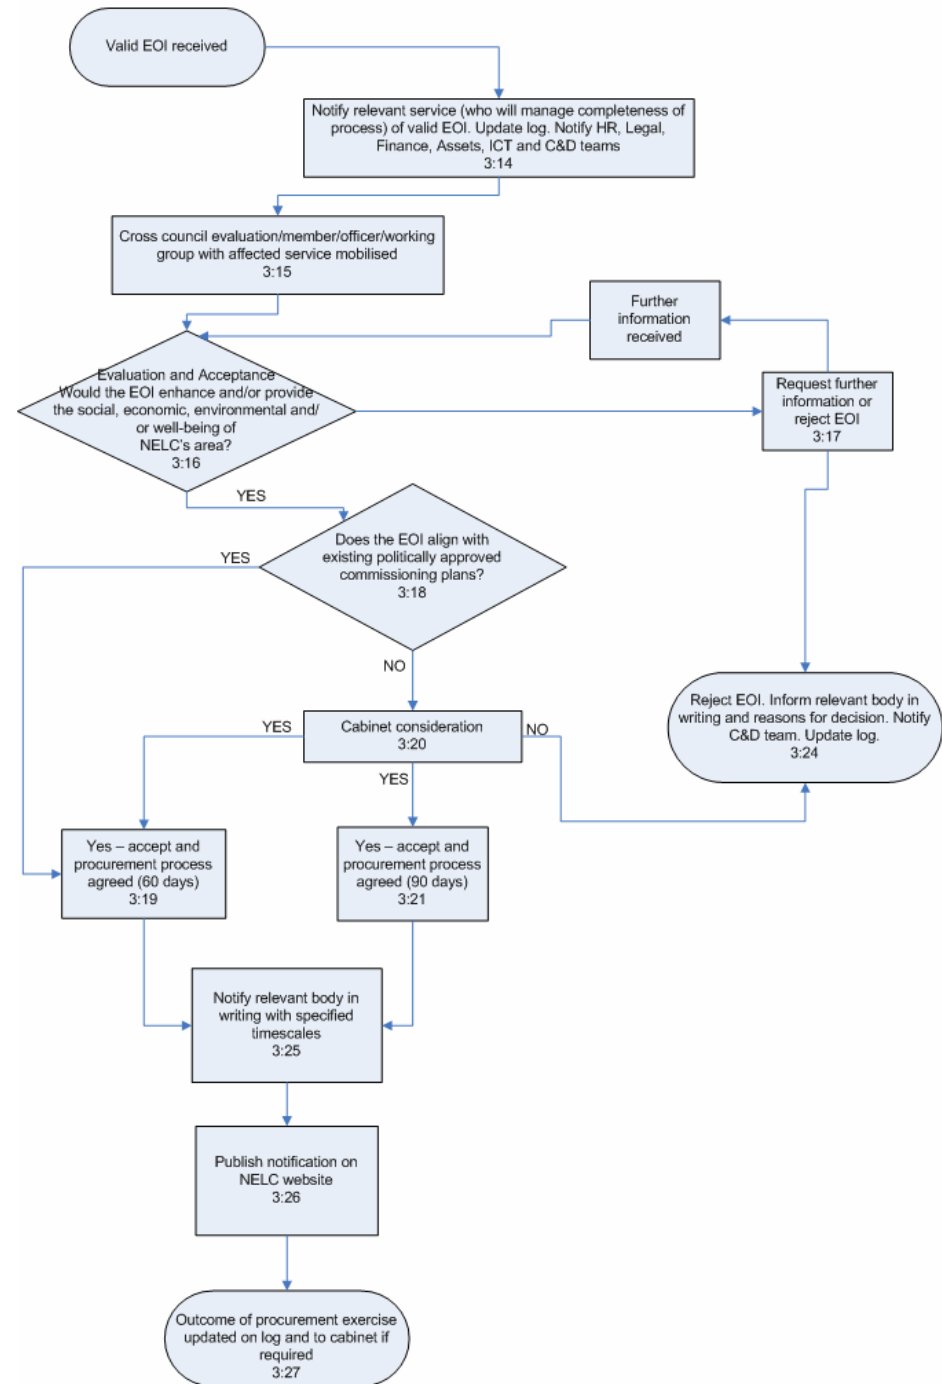 Valid EOI received
Notify relevant service (who will manage completeness of
process) of valid EOI. Update log. Notify HR, Legal,
Finance, Assets, ICT and C&D teams
3:14
Cross council evaluation/member/officer/working
group with affected service mobilised
3:15
Further
information
received
Evaluation and Acceptance
Would the EOI enhance and/or provide
the social, economic, environmental and/
or well-being of
NELC's area?
3:16
Request further
information or
reject EOI
3:17
YES
Does the EOI align with
existing politically approved
commissioning plans?
3:18
YES
NO
Reject EOI. Inform relevant body in
writing and reasons for decision. Notify
C&D team. Update log.
3:24
Cabinet consideration
3:20
YES
NO
YES
Yes – accept and
procurement process
agreed (60 days)
3:19
Yes – accept and
procurement process
agreed (90 days)
3:21
Notify relevant body in
writing with specified
timescales
3:25
Publish notification on
NELC website
3:26
Outcome of procurement exercise
updated on log and to cabinet if
required
3:27